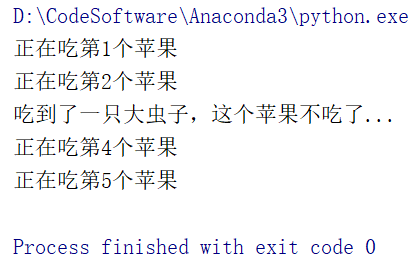 D:\CodeSoftware\Anaconda3\python.exe
正在吃第1个苹果
正在吃第2个苹果
吃到了一只大虫子，这个苹果不吃了...
正在吃第4个苹果
正在吃第5个苹果
Process finished with exit code 0